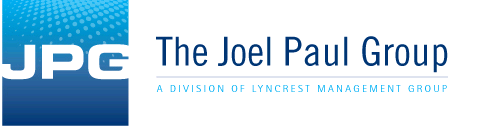 JPG
The Joel Paul Group
A DIVISION OF LYNCREST MANAGEMENT GROUP